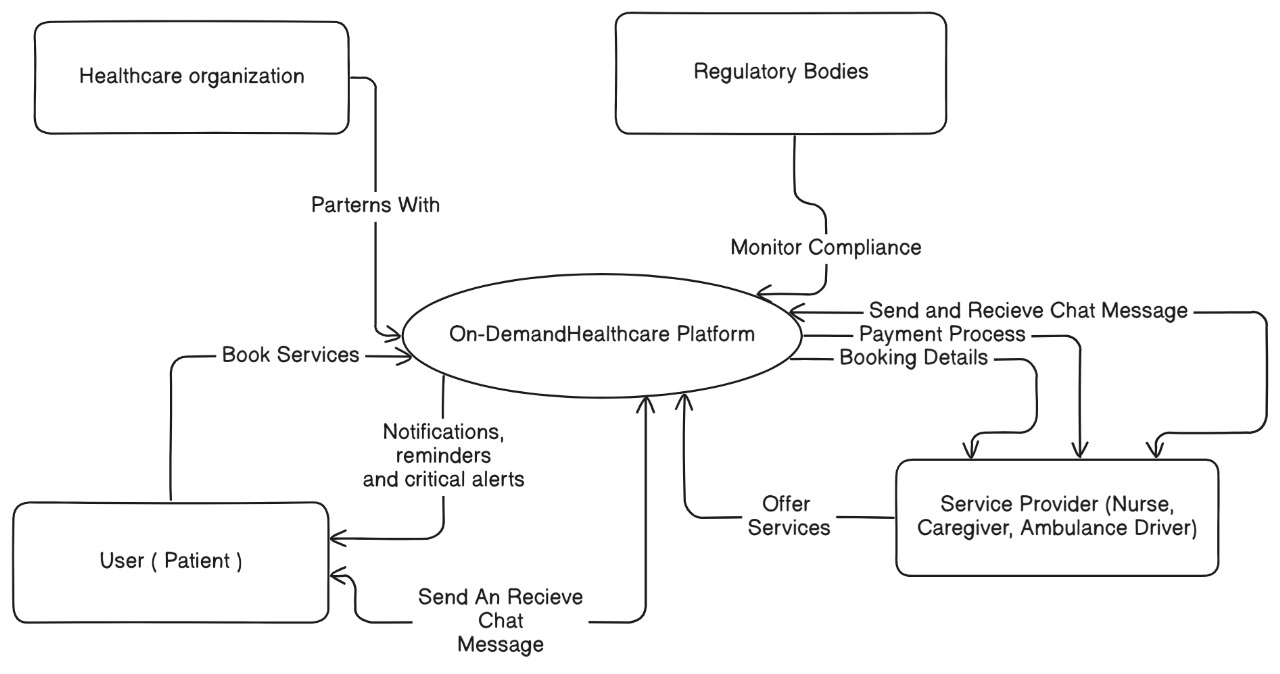 Healthcare organization
Regulatory Bodies
Parterns With
Monitor Compliance
Send and Recieve Chat Message
On-DemandHealthcare Platform
Payment Process
Book Services
Booking Details
Notifications,
reminders
and critical alerts
Offer
Services
Service Provider (Nurse,
Caregiver, Ambulance Driver)
User ( Patient )
Send An Recieve
Chat
Message